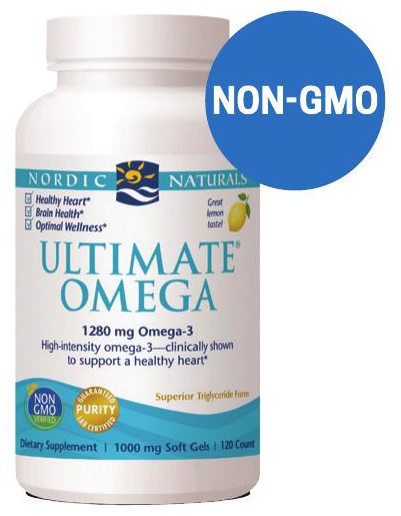 NON-GMO
NORDIC NATURALS
Healthy Heart*
Brain Health*
Optimal Wellness*
Great
lemon
taste!
ULTIMATE®
OMEGA
1280 mg Omega-3
High-intensity omega-3—clinically shown
to support a healthy heart*
Superior Triglyceride Form
NON
GMO
VERIFIED
GUARANTEED
PURITY
LAB CERTIFIED
Dietary Supplement | 1000 mg Soft Gels | 120 Count